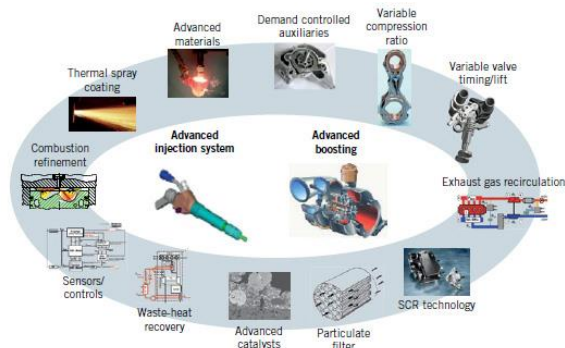 Advanced
materials
Demand controlled
auxiliaries
Variable
compression
ratio
Variable valve
timing/lift
Thermal spray
coating
Advanced
injection system
Advanced
boosting
Combustion
refinement
Exhaust gas recirculation
Sensors/
controls
Waste-heat
recovery
Advanced
catalysts
Particulate
filter
SCR technology